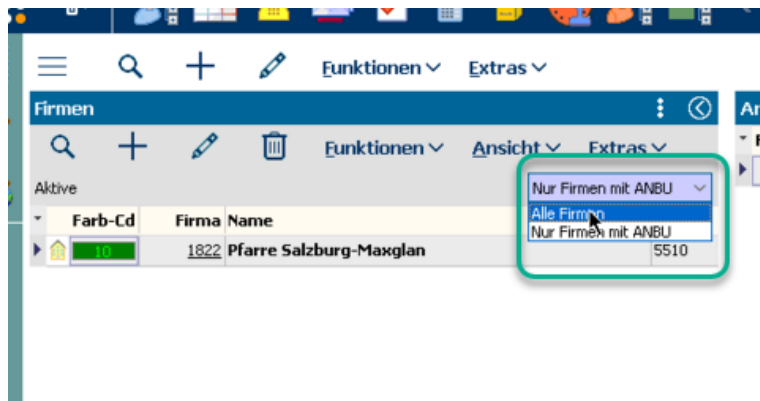 Funktionen Extras
Firmen
Funktionen Ansicht Extras
Aktive
Nur Firmen mit ANBU
Alle Firmen
Nur Firmen mit ANBU
Farb-Cd Firma Name
10 1822 Pfarre Salzburg-Maxglan 5510